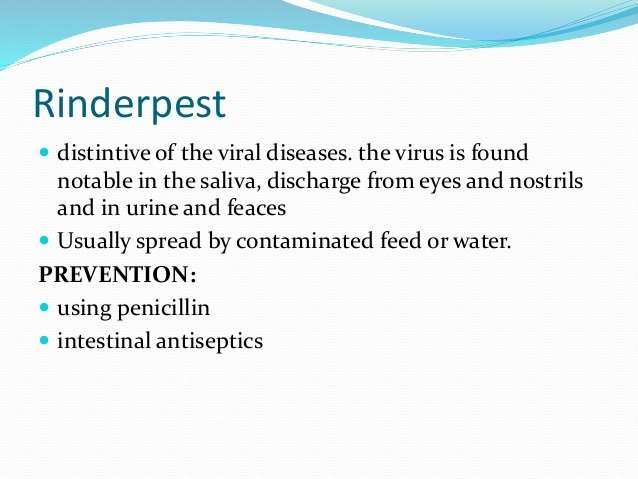 Rinderpest
distintive of the viral diseases. the virus is found
notable in the saliva, discharge from eyes and nostrils
and in urine and feaces
Usually spread by contaminated feed or water.
PREVENTION:
using penicillin
intestinal antiseptics